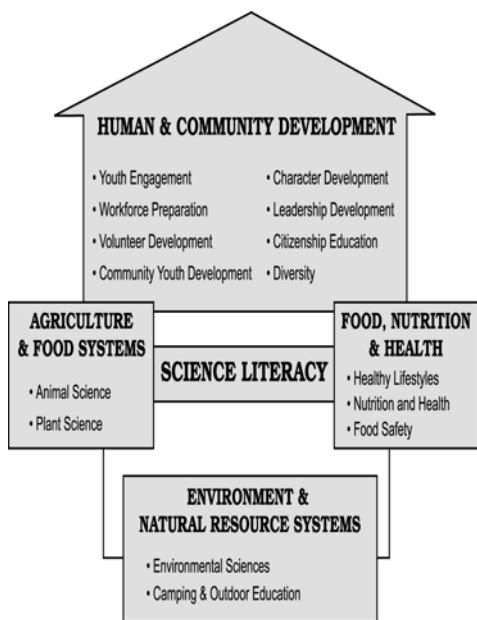 HUMAN & COMMUNITY DEVELOPMENT
• Youth Engagement
• Workforce Preparation
• Volunteer Development
• Community Youth Development
• Character Development
• Leadership Development
• Citizenship Education
• Diversity
AGRICULTURE
& FOOD SYSTEMS
• Animal Science
• Plant Science
SCIENCE LITERACY
FOOD, NUTRITION
& HEALTH
• Healthy Lifestyles
• Nutrition and Health
• Food Safety
ENVIRONMENT &
NATURAL RESOURCE SYSTEMS
• Environmental Sciences
• Camping & Outdoor Education